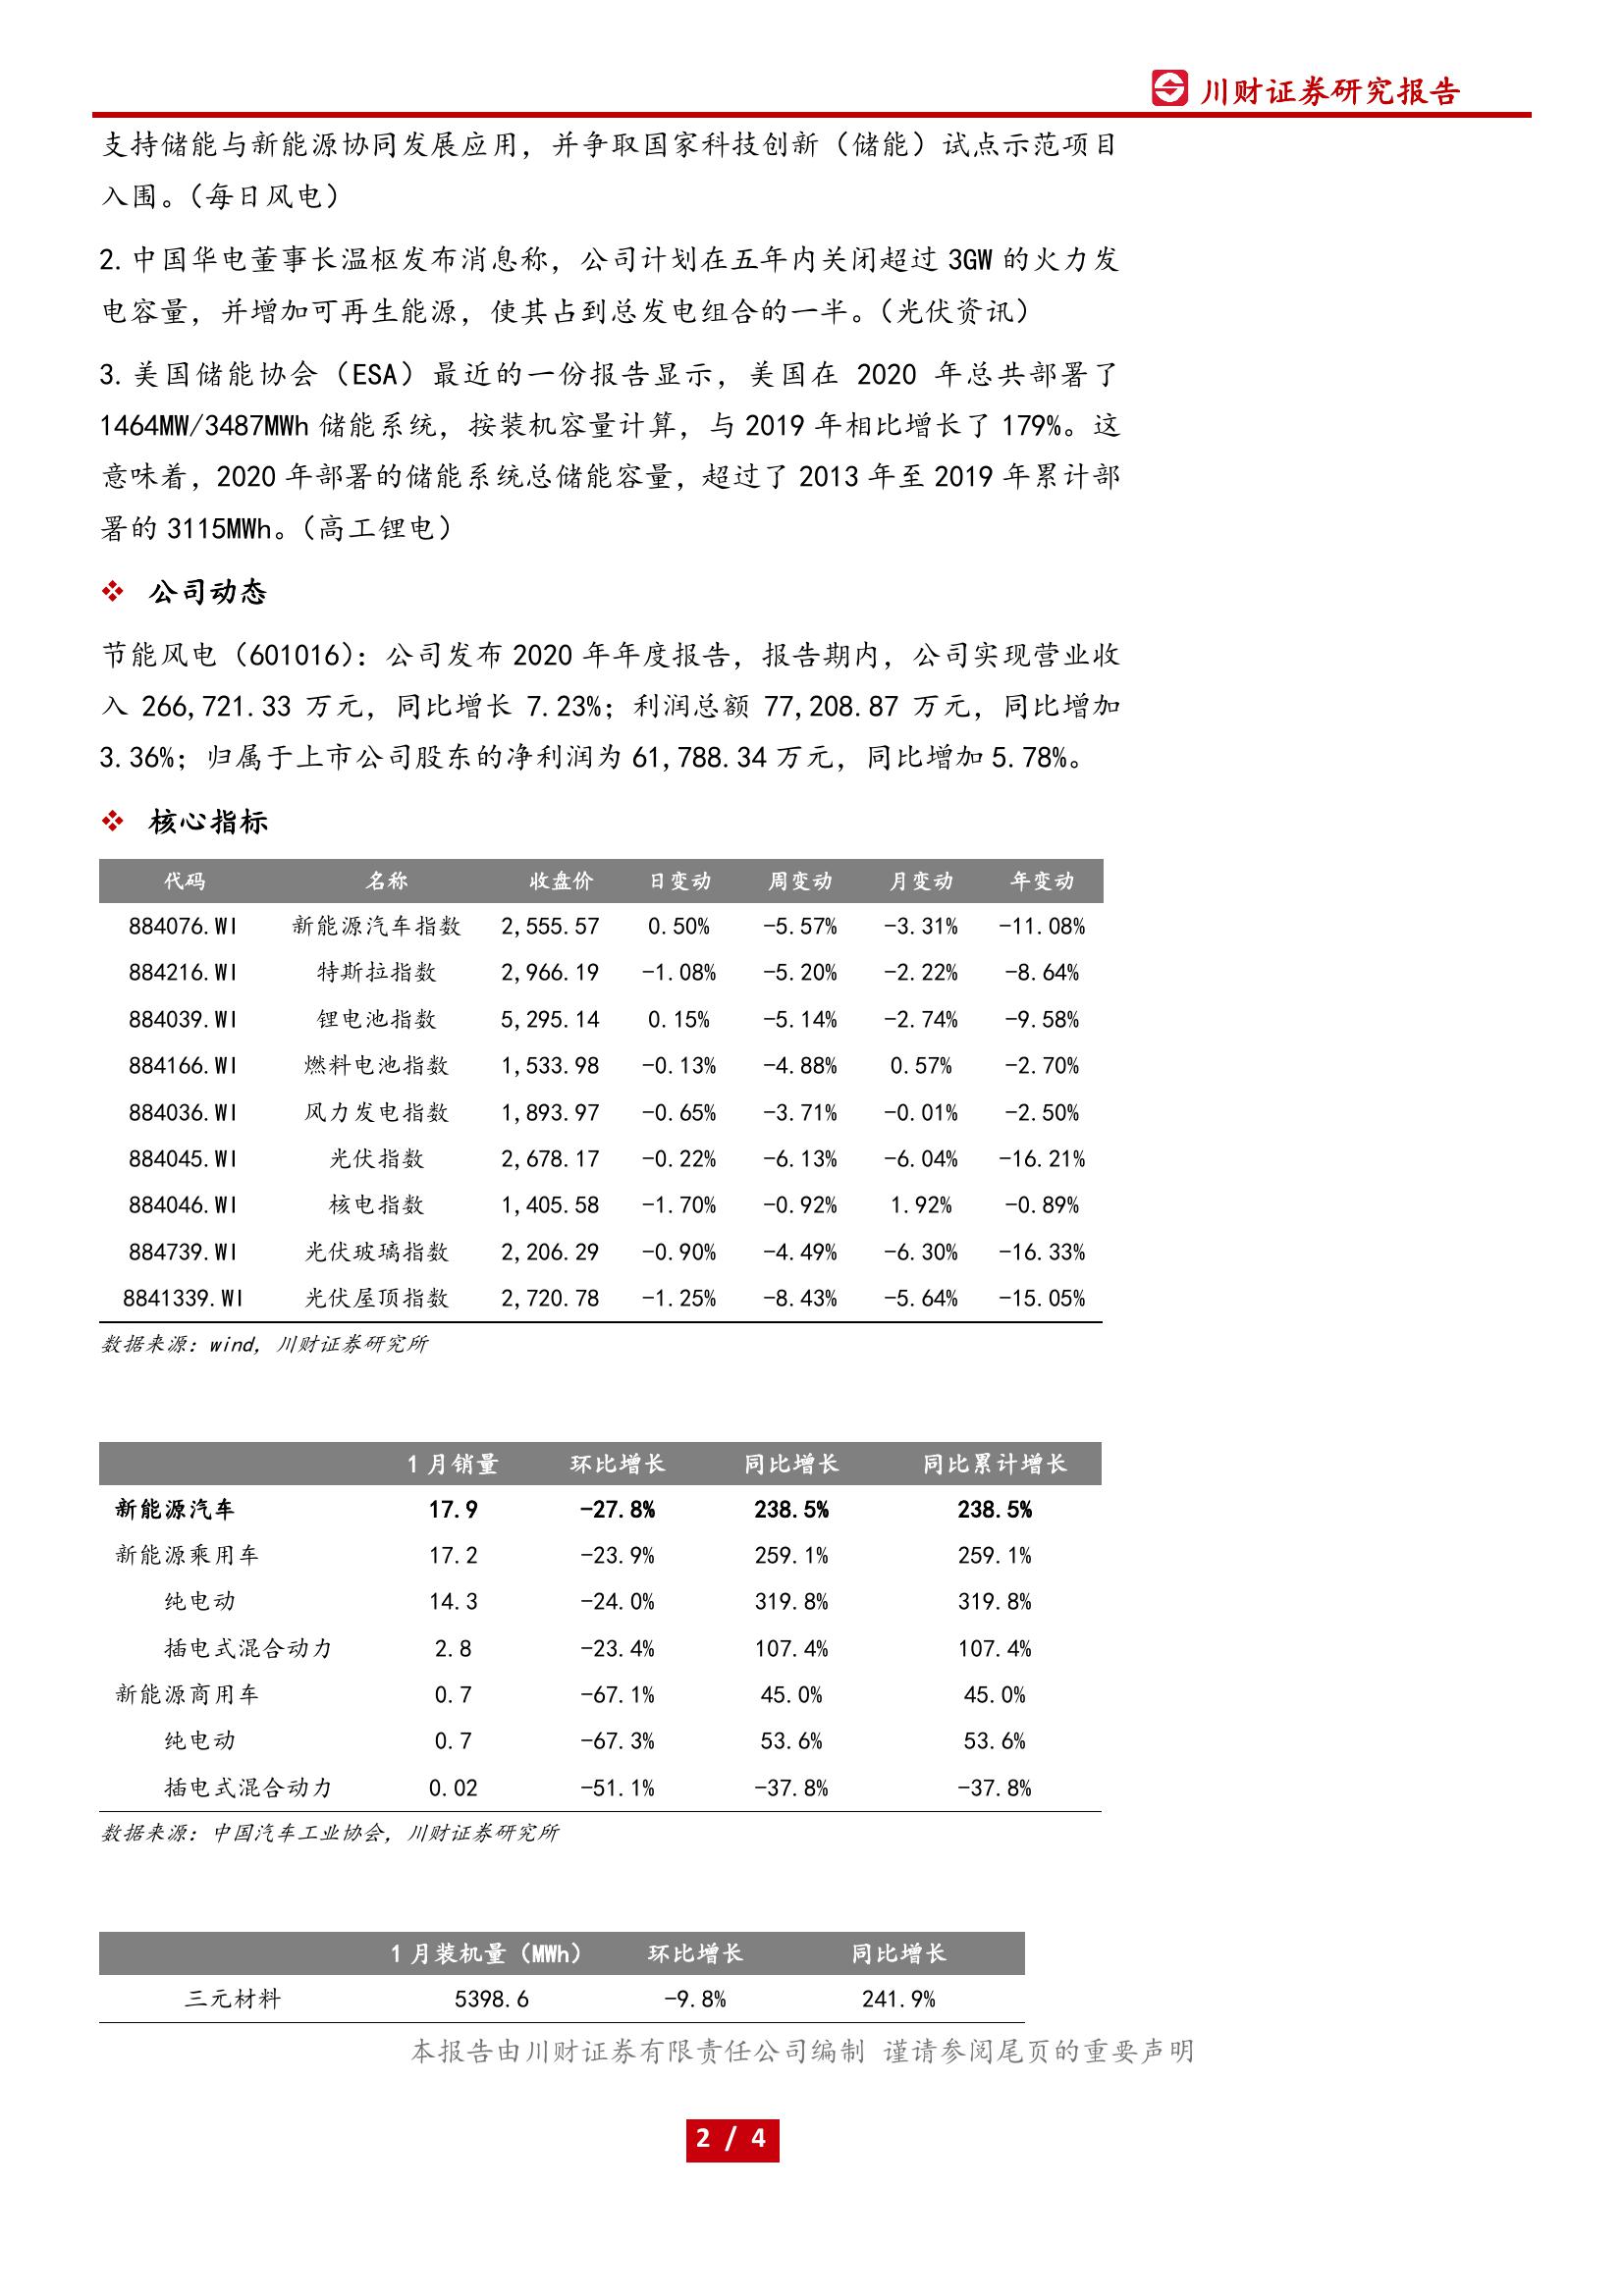 川财证券研究报告
支持储能与新能源协同发展应用，并争取国家科技创新（储能）试点示范项目
入围。（每日风电）
2.中国华电董事长温枢发布消息称，公司计划在五年内关闭超过 3GW 的火力发
电容量，并增加可再生能源，使其占到总发电组合的一半。（光伏资讯）
3.美国储能协会（ESA）最近的一份报告显示，美国在 2020 年总共部署了
1464MW/3487MWh 储能系统，按装机容量计算，与 2019 年相比增长了 179%。这
意味着，2020 年部署的储能系统总储能容量，超过了 2013 年至 2019 年累计部
署的 3115MWh。（高工锂电）
❖ 公司动态
节能风电（601016）：公司发布 2020 年年度报告，报告期内，公司实现营业收
入 266,721.33 万元，同比增长 7.23%；利润总额 77,208.87 万元，同比增加
3.36%；归属于上市公司股东的净利润为 61,788.34 万元，同比增加 5.78%。
❖ 核心指标
代码 名称 收盘价 日变动 周变动 月变动 年变动
884076.WI 新能源汽车指数 2,555.57 0.50% -5.57% -3.31% -11.08%
884216.WI 特斯拉指数 2,966.19 -1.08% -5.20% -2.22% -8.64%
884039.WI 锂电池指数 5,295.14 0.15% -5.14% -2.74% -9.58%
884166.WI 燃料电池指数 1,533.98 -0.13% -4.88% 0.57% -2.70%
884036.WI 风力发电指数 1,893.97 -0.65% -3.71% -0.01% -2.50%
884045.WI 光伏指数 2,678.17 -0.22% -6.13% -6.04% -16.21%
884046.WI 核电指数 1,405.58 -1.70% -0.92% 1.92% -0.89%
884739.WI 光伏玻璃指数 2,206.29 -0.90% -4.49% -6.30% -16.33%
8841339.WI 光伏屋顶指数 2,720.78 -1.25% -8.43% -5.64% -15.05%
数据来源：wind，川财证券研究所
1 月销量 环比增长 同比增长 同比累计增长
新能源汽车 17.9 -27.8% 238.5% 238.5%
新能源乘用车 17.2 -23.9% 259.1% 259.1%
纯电动 14.3 -24.0% 319.8% 319.8%
插电式混合动力 2.8 -23.4% 107.4% 107.4%
新能源商用车 0.7 -67.1% 45.0% 45.0%
纯电动 0.7 -67.3% 53.6% 53.6%
插电式混合动力 0.02 -51.1% -37.8% -37.8%
数据来源：中国汽车工业协会，川财证券研究所
1 月装机量（MWh） 环比增长 同比增长
三元材料 5398.6 -9.8% 241.9%
本报告由川财证券有限责任公司编制 谨请参阅尾页的重要声明
2 / 4